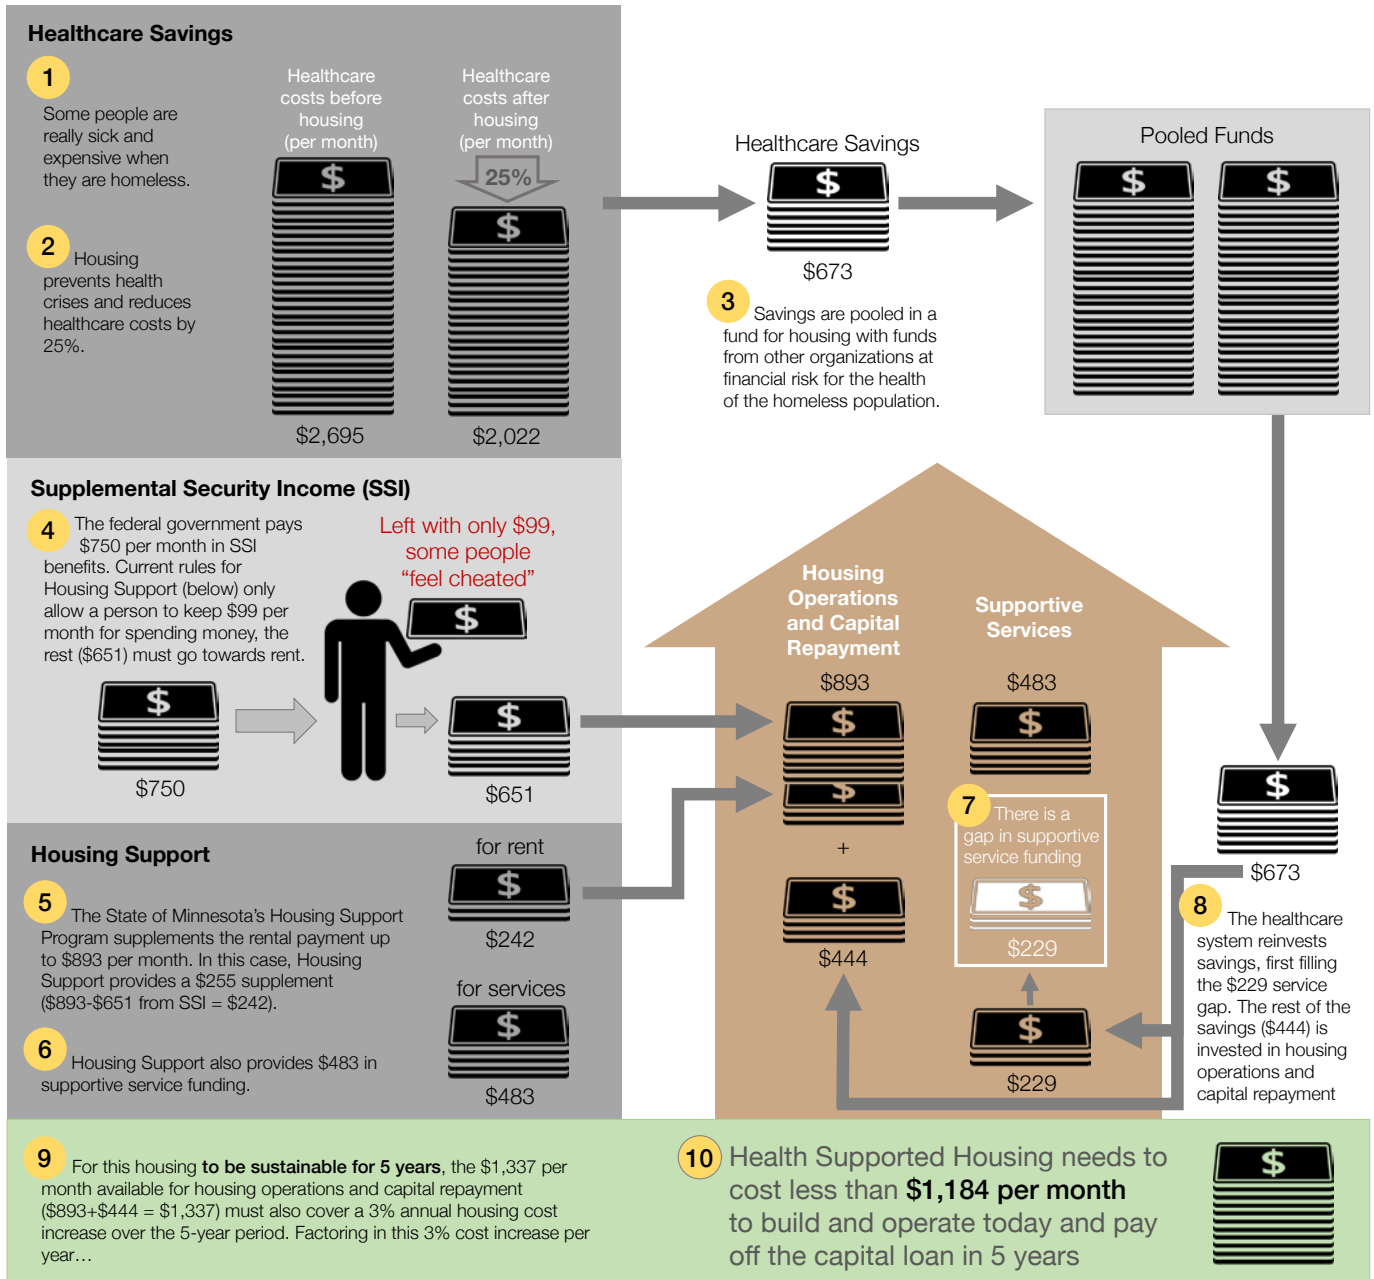 Healthcare Savings
1
Some people are
really sick and
expensive when
they are homeless.
2
Housing
prevents health
crises and reduces
healthcare costs by
25%.
Healthcare
costs before
housing
(per month)
$
$2,695
Healthcare
costs after
housing
(per month)
25%
$
$2,022
Healthcare Savings
$
$673
3
Savings are pooled in a
fund for housing with funds
from other organizations at
financial risk for the health
of the homeless population.
Pooled Funds
$ $
Supplemental Security Income (SSI)
4
The federal government pays
$750 per month in SSI
benefits. Current rules for
Housing Support (below) only
allow a person to keep $99 per
month for spending money, the
rest ($651) must go towards rent.
Left with only $99,
some people
“feel cheated”
$
$
$750
$
$651
Housing Support
5
The State of Minnesota’s Housing Support
Program supplements the rental payment up
to $893 per month. In this case, Housing
Support provides a $255 supplement
($893-$651 from SSI = $242).
6
Housing Support also provides $483 in
supportive service funding.
for rent
$
$242
for services
$
$483
Housing
Operations
and Capital
Repayment
$893
$
$
+
$
$444
Supportive
Services
$483
$
7
There is a
gap in supportive
service funding
$
$229
$
$229
$
$673
8
The healthcare
system reinvests
savings, first filling
the $229 service
gap. The rest of the
savings ($444) is
invested in housing
operations and
capital repayment
9
For this housing to be sustainable for 5 years, the $1,337 per
month available for housing operations and capital repayment
($893+$444 = $1,337) must also cover a 3% annual housing cost
increase over the 5-year period. Factoring in this 3% cost increase per
year…
10
Health Supported Housing needs to
cost less than $1,184 per month
to build and operate today and pay
off the capital loan in 5 years
$